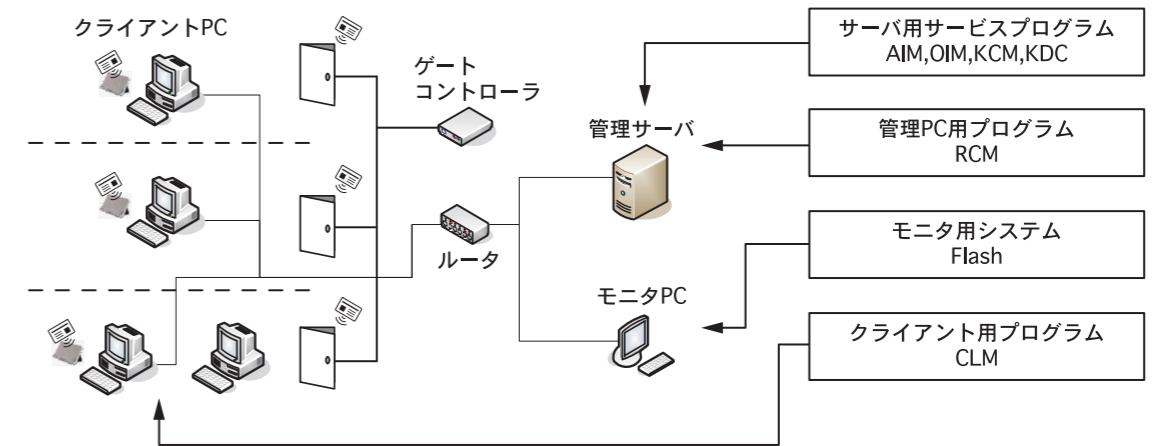 クライアントPC
ゲート
コントローラ
管理サーバ
ルータ
モニタPC
サーバ用サービスプログラム
AIM,OIM,KCM,KDC
管理PC用プログラム
RCM
モニタ用システム
Flash
クライアント用プログラム
CLM